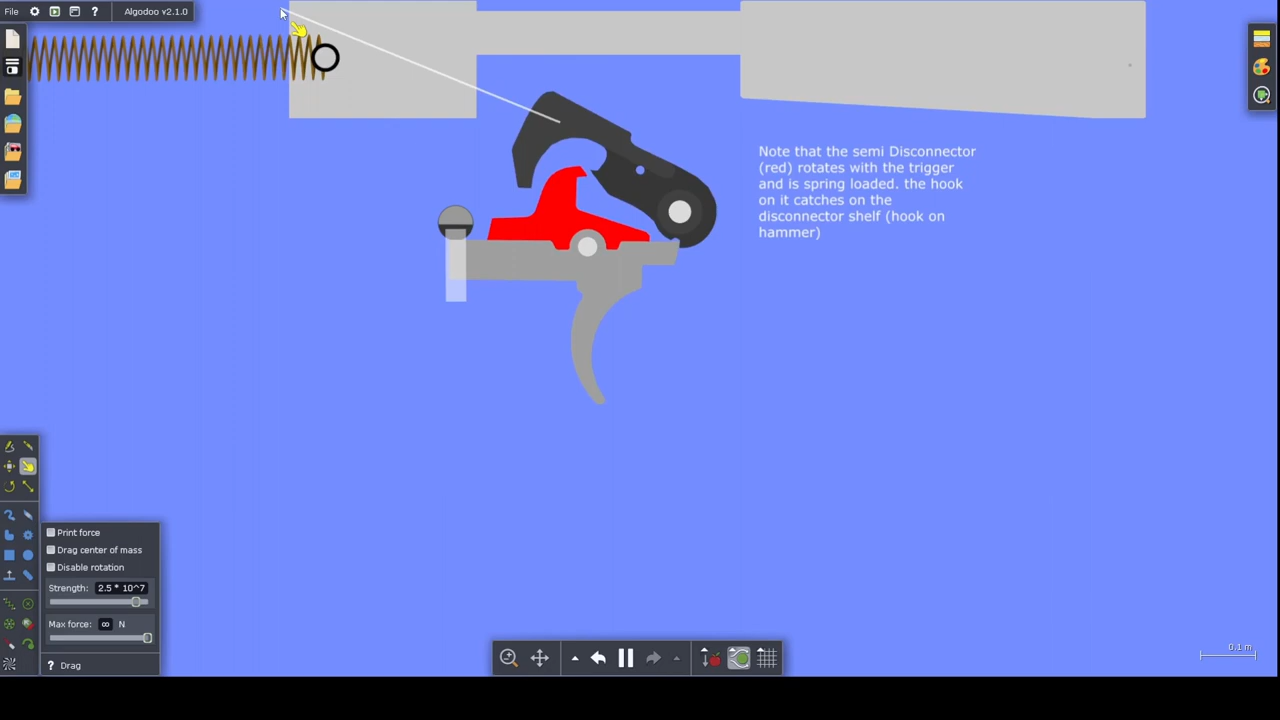 File
?
Algodoo v2.1.0
Note that the semi Disconnector
(red) rotates with the trigger
and is spring loaded. the hook
on it catches on the
disconnector shelf (hook on
hammer)
Print force
Drag center of mass
Disable rotation
Strength: 2.5 * 10^7
Max force: ∞ N
? Drag
0.1 m